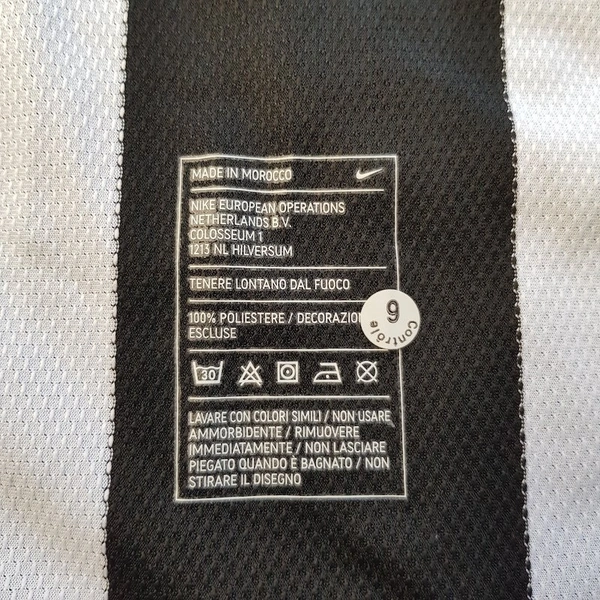 MADE IN MOROCCO
NIKE EUROPEAN OPERATIONS
NETHERLANDS B.V.
COLOSSEUM 1
1213 NL HILVERSUM
TENERE LONTANO DAL FUOCO
100% POLIESTERE / DECORAZIO
ESCLUSE
9
Contrôle
30
LAVARE CON COLORI SIMILI / NON USARE
AMMORBIDENTE / RIMUOVERE
IMMEDIATAMENTE / NON LASCIARE
PIEGATO QUANDO È BAGNATO / NON
STIRARE IL DISEGNO